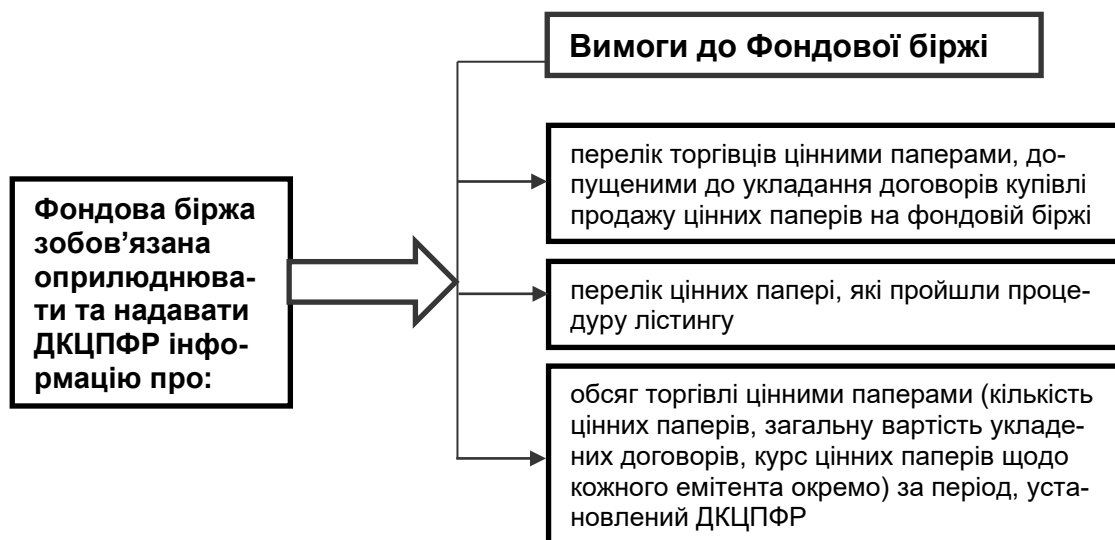 Вимоги до Фондової біржі
Фондова біржа
зобов’язана
оприлюднюва-
ти та надавати
ДКЦПФР інфо-
рмацію про:
перелік торгівців цінними паперами, до-
пущеними до укладання договорів купівлі
продажу цінних паперів на фондовій біржі
перелік цінних папері, які пройшли проце-
дуру лістингу
обсяг торгівлі цінними паперами (кількість
цінних паперів, загальну вартість укладе-
них договорів, курс цінних паперів щодо
кожного емітента окремо) за період, уста-
новлений ДКЦПФР